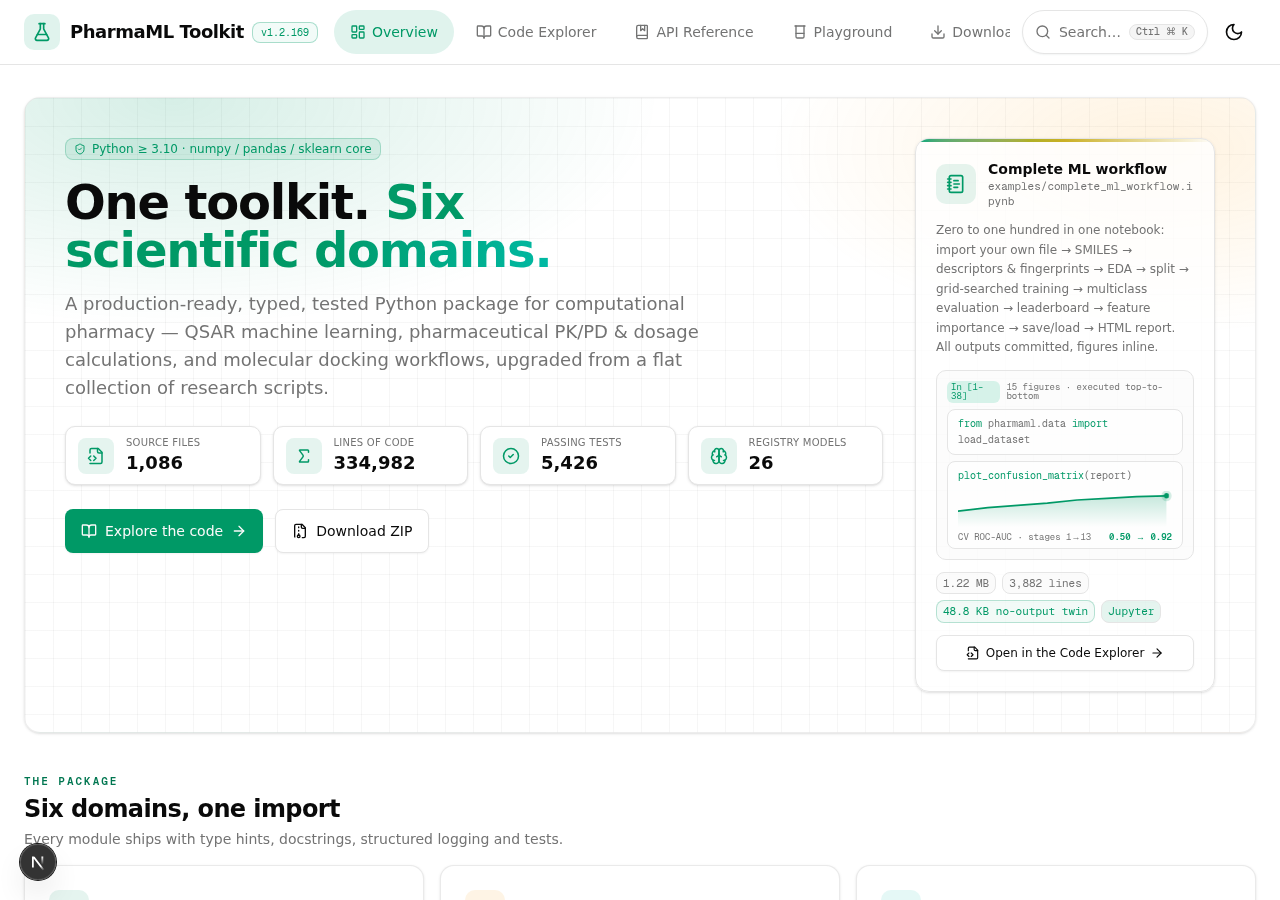 PharmaML Toolkit
v1.2.169
Overview
Code Explorer
API Reference
Playground
Downloa
Search...
Ctrl ⌘ K
Python ≥ 3.10 · numpy / pandas / sklearn core
One toolkit. Six
scientific domains.
A production-ready, typed, tested Python package for computational
pharmacy — QSAR machine learning, pharmaceutical PK/PD & dosage
calculations, and molecular docking workflows, upgraded from a flat
collection of research scripts.
SOURCE FILES
1,086
LINES OF CODE
334,982
PASSING TESTS
5,426
REGISTRY MODELS
26
Explore the code →
Download ZIP
Complete ML workflow
examples/complete_ml_workflow.i
pynb
Zero to one hundred in one notebook:
import your own file → SMILES →
descriptors & fingerprints → EDA → split →
grid-searched training → multiclass
evaluation → leaderboard → feature
importance → save/load → HTML report.
All outputs committed, figures inline.
In [1-
38]
15 figures · executed top-to-
bottom
from pharmaml.data import
load_dataset
plot_confusion_matrix(report)
CV ROC-AUC · stages 1→13
0.50 → 0.92
1.22 MB
3,882 lines
48.8 KB no-output twin
Jupyter
Open in the Code Explorer →
THE PACKAGE
Six domains, one import
Every module ships with type hints, docstrings, structured logging and tests.
N